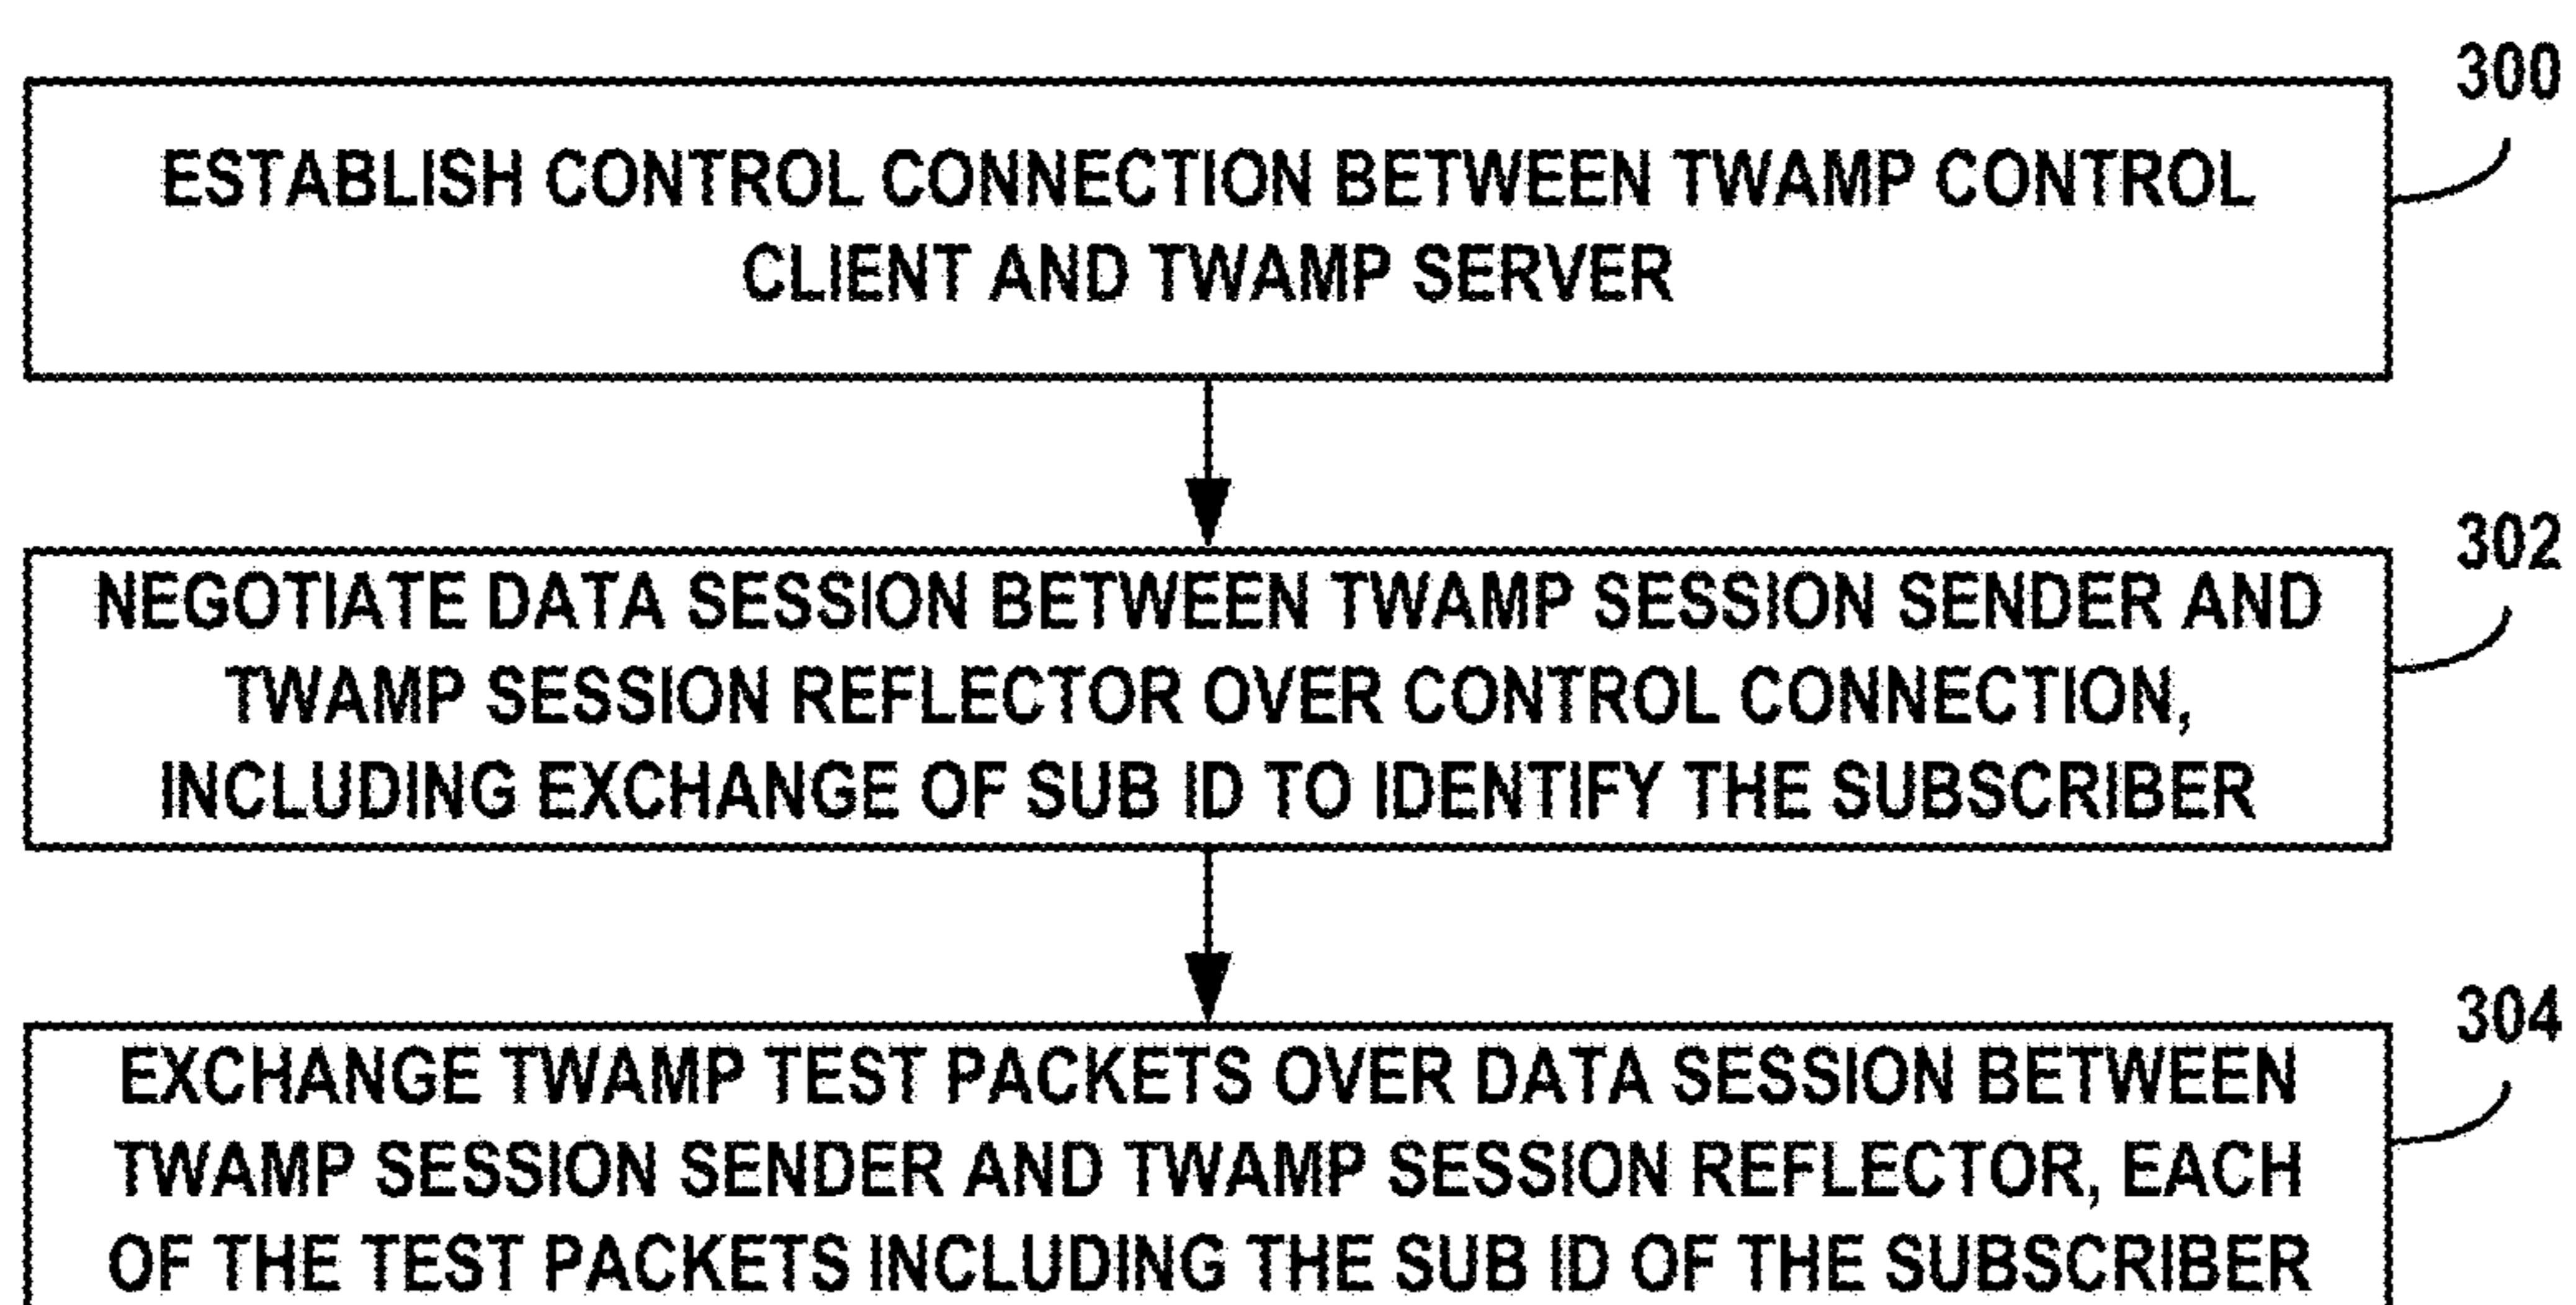 300
ESTABLISH CONTROL CONNECTION BETWEEN TWAMP CONTROL
CLIENT AND TWAMP SERVER
302
NEGOTIATE DATA SESSION BETWEEN TWAMP SESSION SENDER AND
TWAMP SESSION REFLECTOR OVER CONTROL CONNECTION,
INCLUDING EXCHANGE OF SUB ID TO IDENTIFY THE SUBSCRIBER
304
EXCHANGE TWAMP TEST PACKETS OVER DATA SESSION BETWEEN
TWAMP SESSION SENDER AND TWAMP SESSION REFLECTOR, EACH
OF THE TEST PACKETS INCLUDING THE SUB ID OF THE SUBSCRIBER